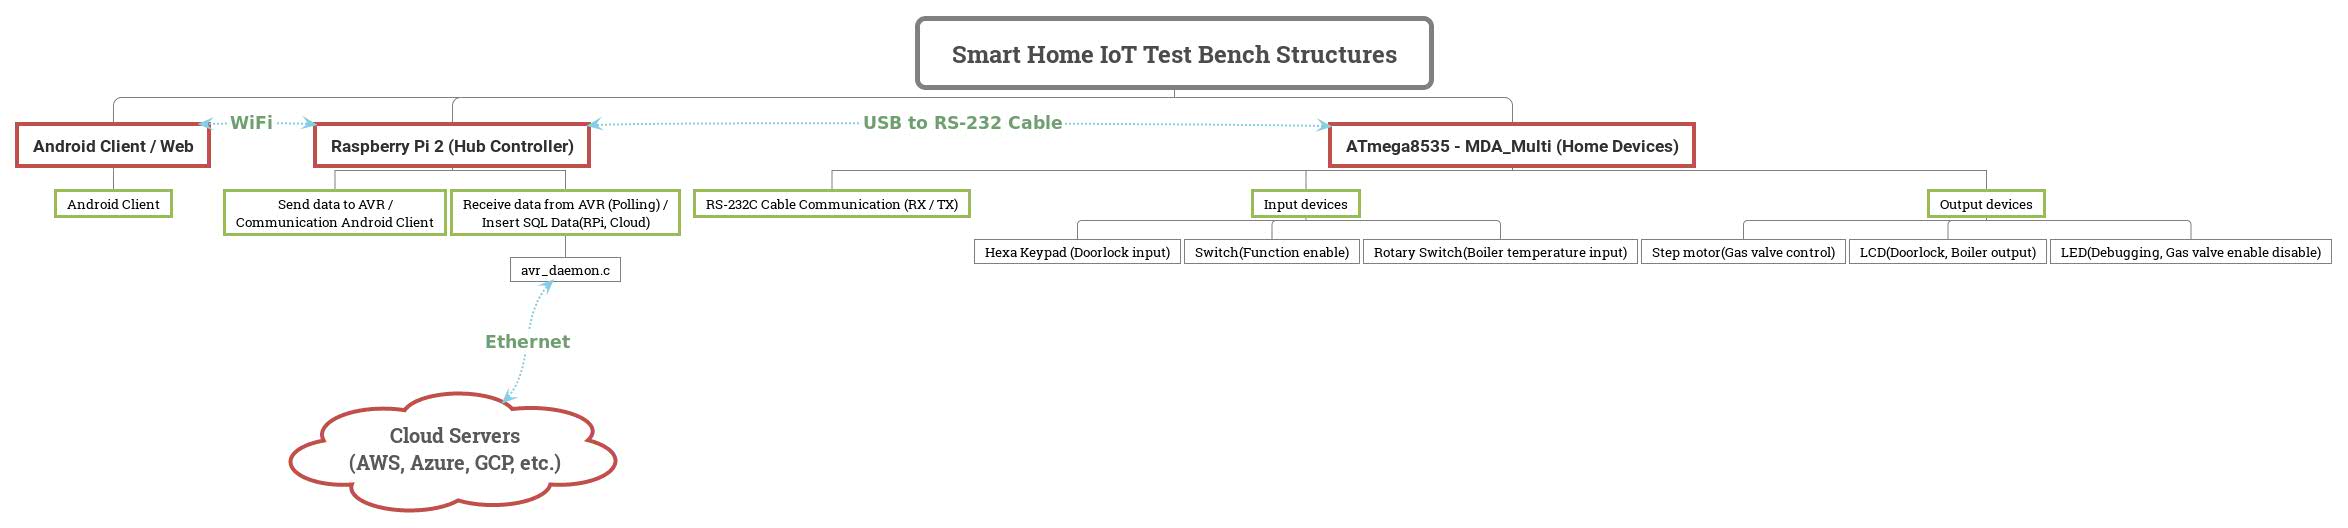 Smart Home IoT Test Bench Structures
WiFi
USB to RS-232 Cable
Android Client / Web
Raspberry Pi 2 (Hub Controller)
ATmega8535 - MDA_Multi (Home Devices)
Android Client
Send data to AVR /
Communication Android Client
Receive data from AVR (Polling) /
Insert SQL Data(RPi, Cloud)
RS-232C Cable Communication (RX / TX)
Input devices
Output devices
Hexa Keypad (Doorlock input)
Switch(Function enable)
Rotary Switch(Boiler temperature input)
Step motor(Gas valve control)
LCD(Doorlock, Boiler output)
LED(Debugging, Gas valve enable disable)
avr_daemon.c
Ethernet
Cloud Servers
(AWS, Azure, GCP, etc.)